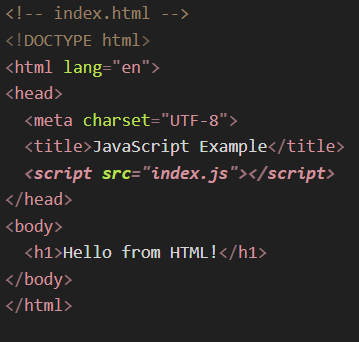 <!-- index.html -->
<!DOCTYPE html>
<html lang="en">
<head>
  <meta charset="UTF-8">
  <title>JavaScript Example</title>
  <script src="index.js"></script>
</head>
<body>
  <h1>Hello from HTML!</h1>
</body>
</html>